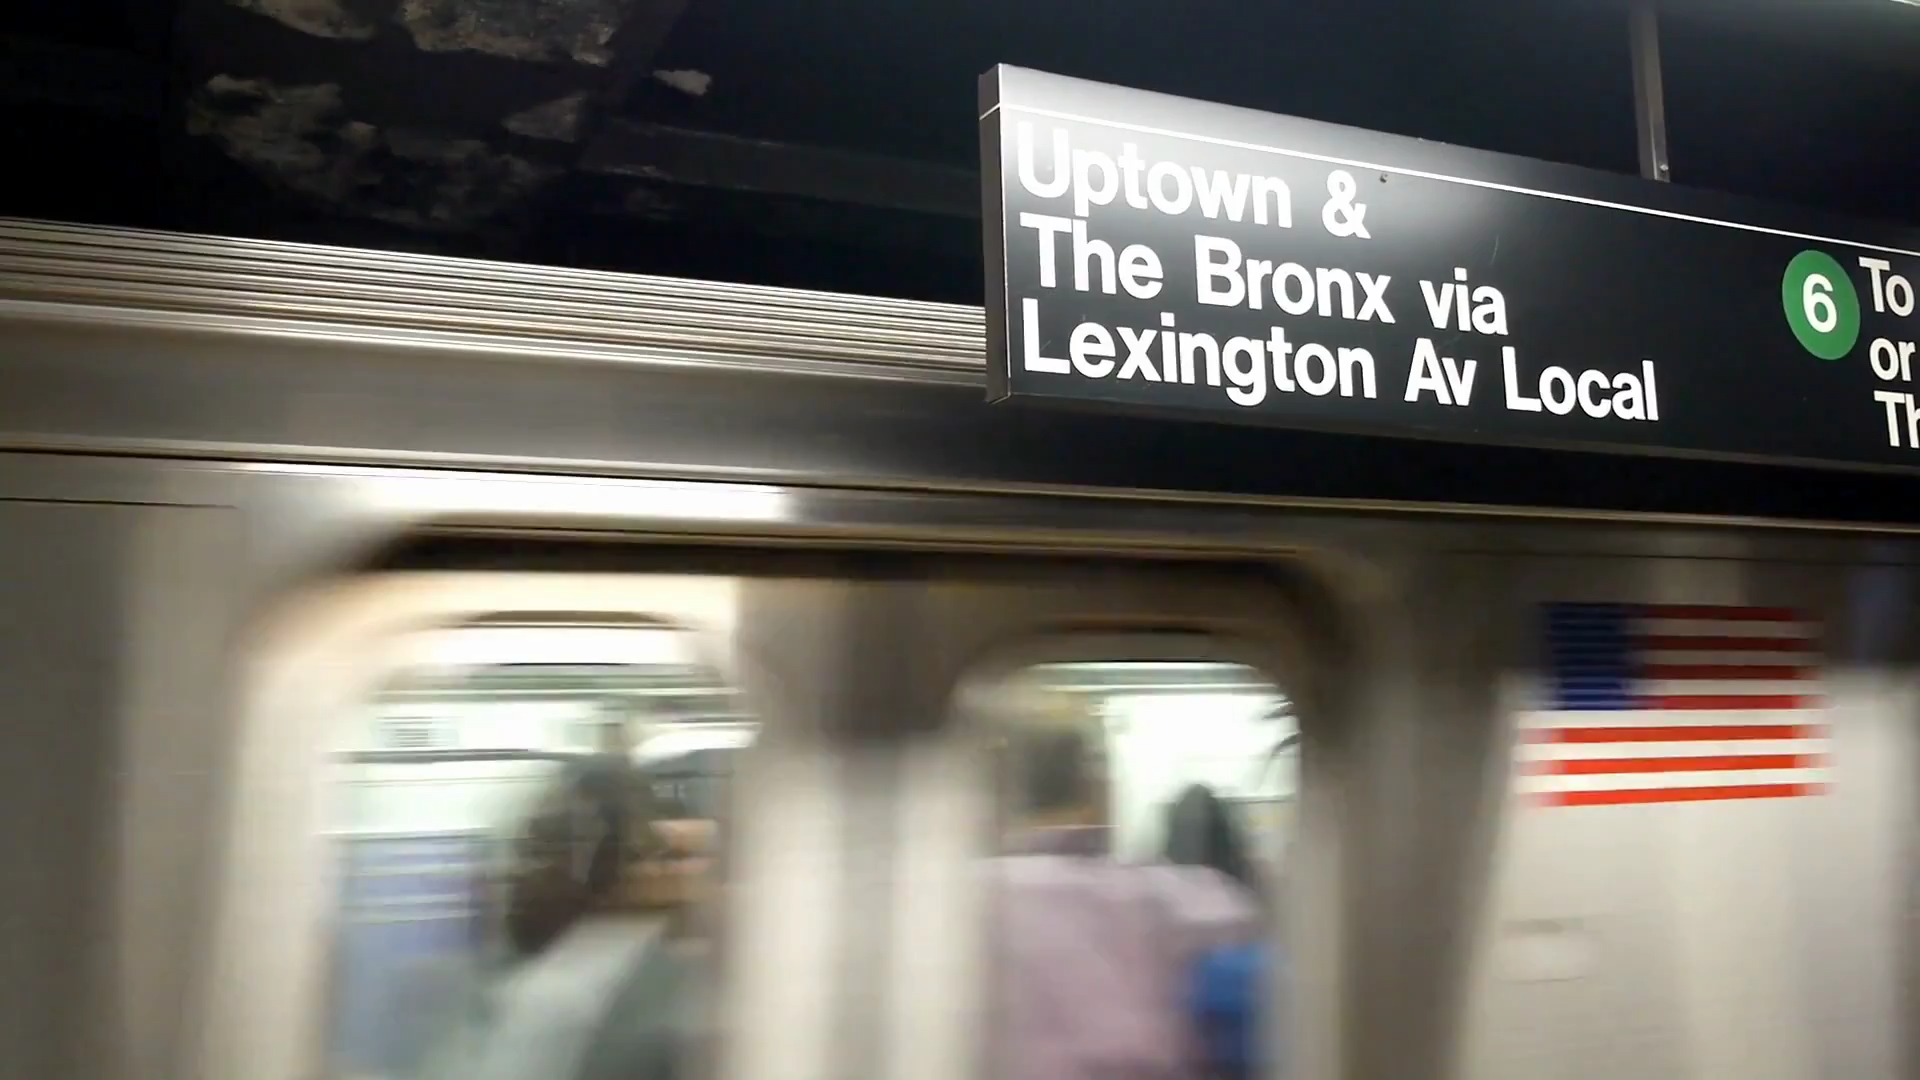 Uptown &
The Bronx via
Lexington Av Local
6
To
or